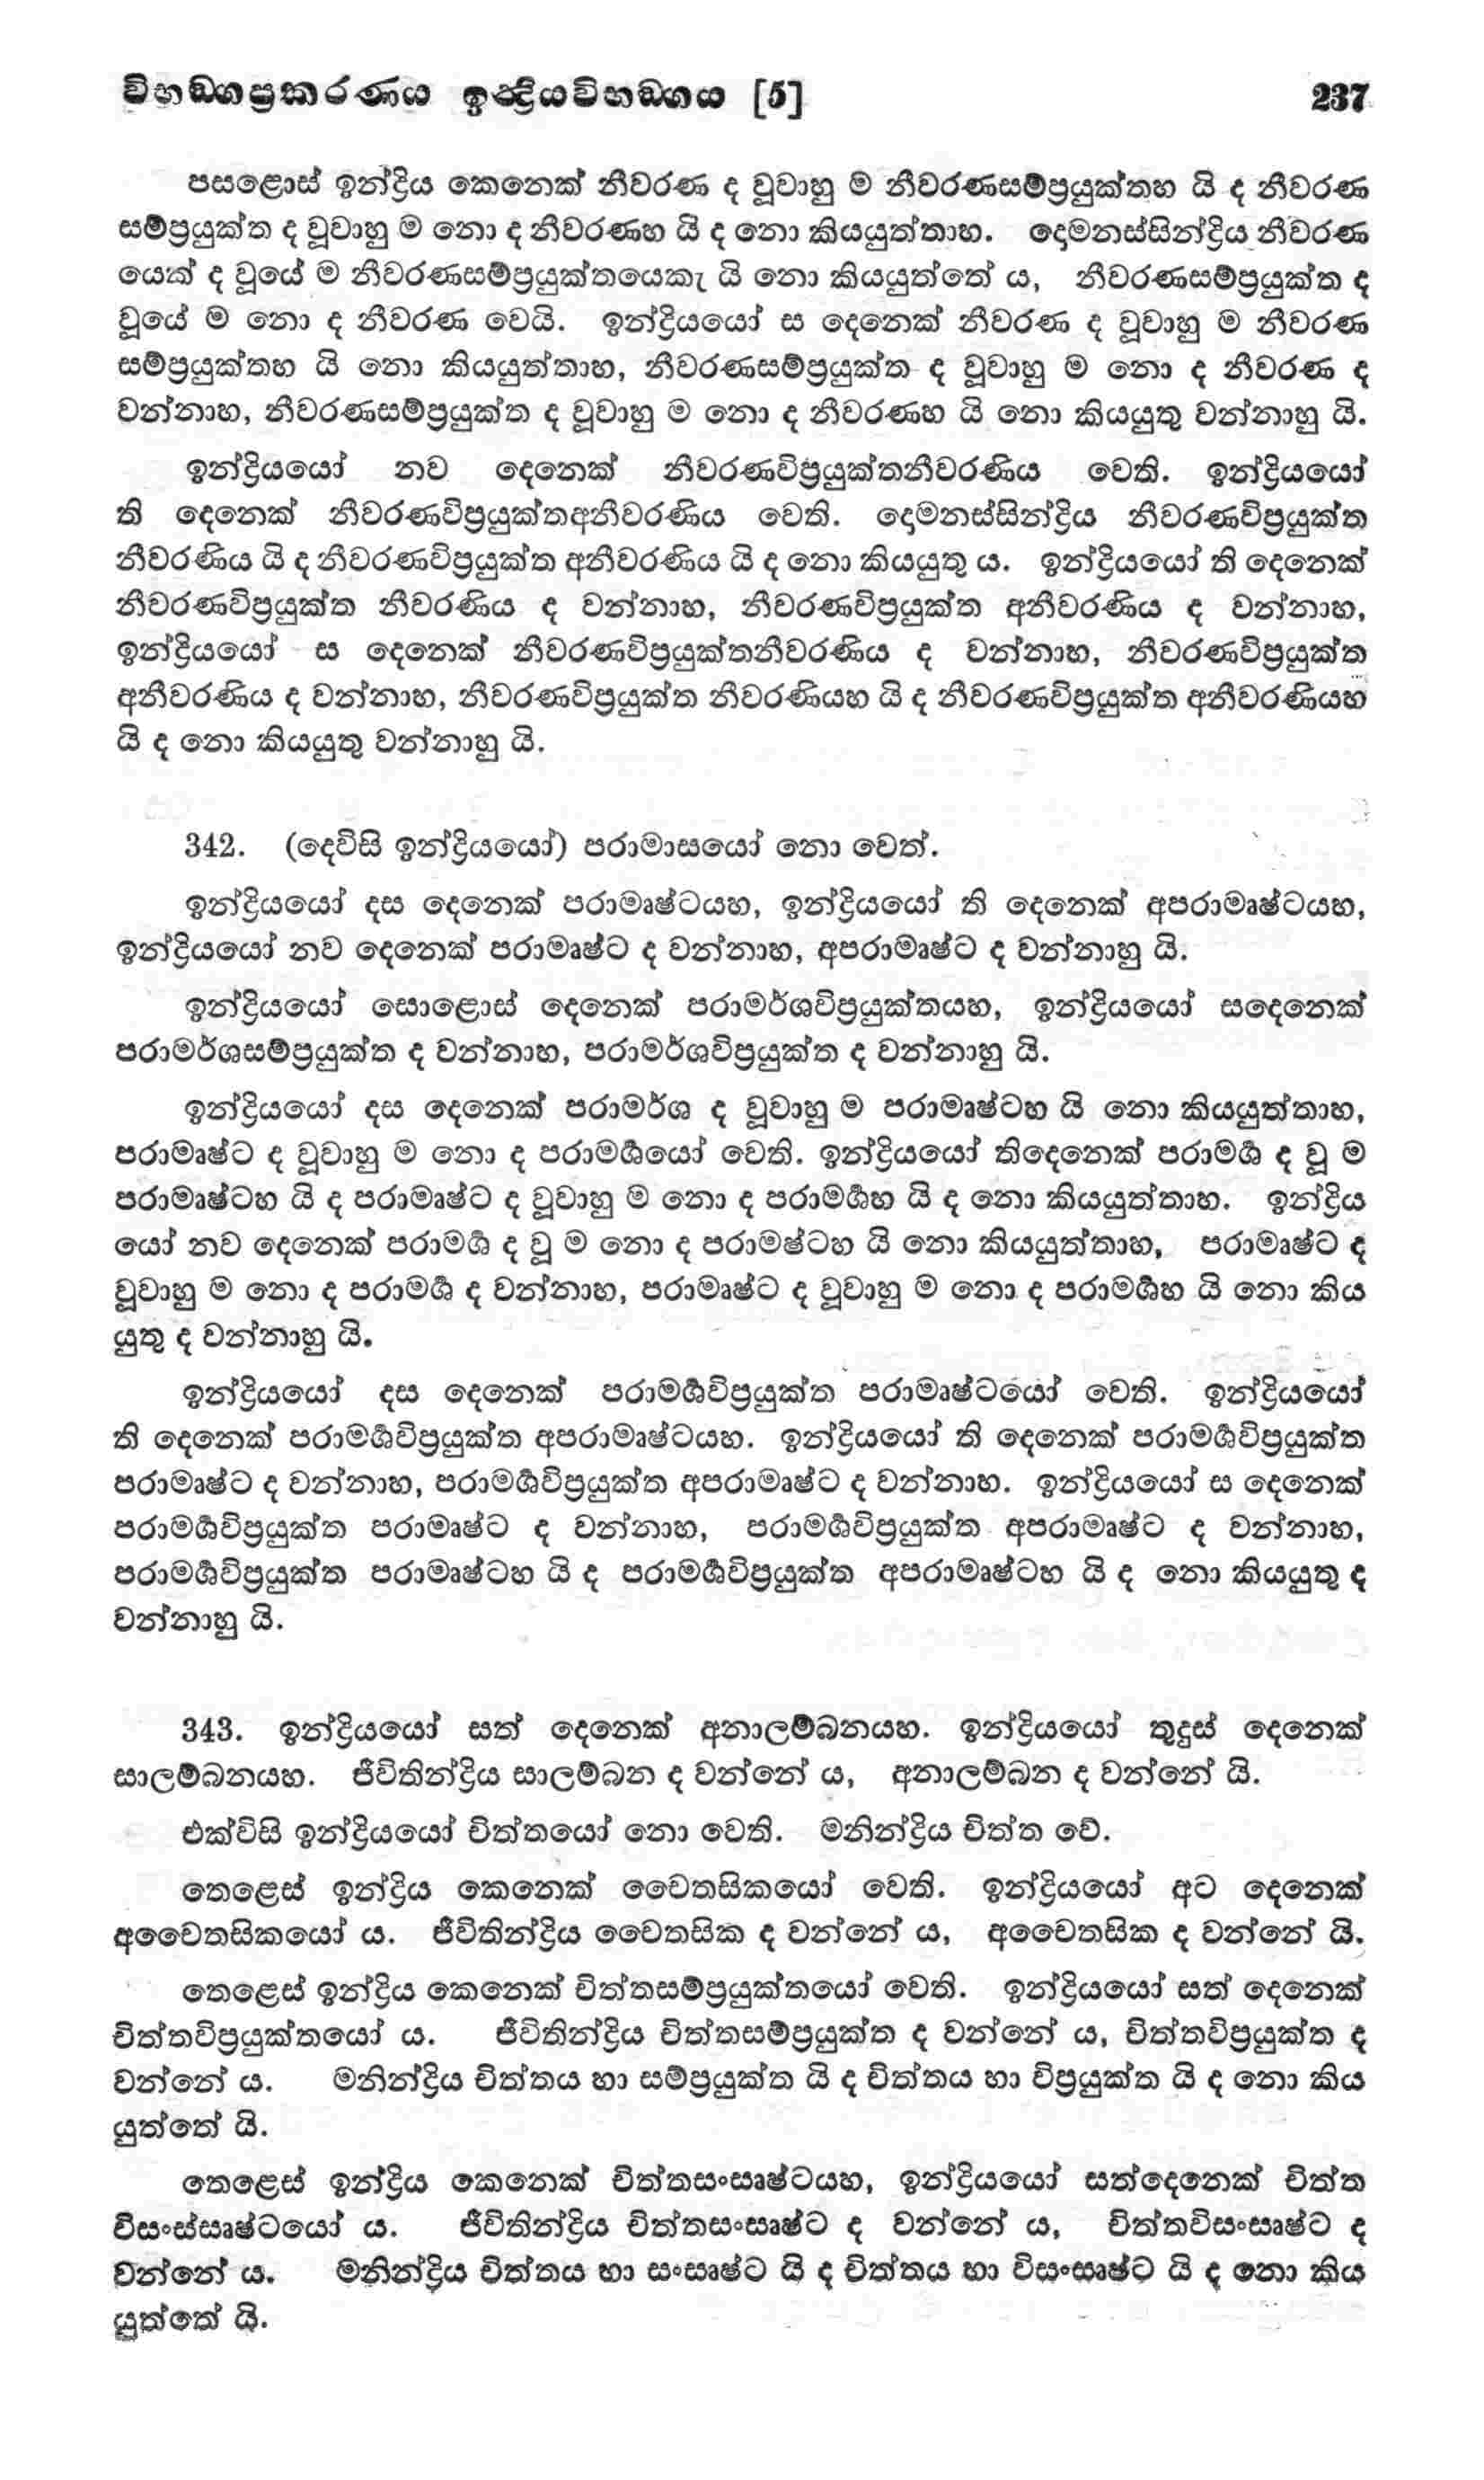 විභඞ්ගප්‍රකරණය ඉන්ද්‍රියවිභඞ්ගය [5] 237
පසළොස් ඉන්ද්‍රිය කෙනෙක් නීවරණ ද වූවාහු ම නීවරණසම්ප්‍රයුක්තහ යි ද නීවරණ
සම්ප්‍රයුක්ත ද වූවාහු ම නො ද නීවරණහ යි ද නො කියයුත්තාහ. දොමනස්සින්ද්‍රිය නීවරණ
යෙක් ද වූයේ ම නීවරණසම්ප්‍රයුක්තයෙකැ යි නො කියයුත්තේ ය, නීවරණසම්ප්‍රයුක්ත ද
වූයේ ම නො ද නීවරණ වෙයි. ඉන්ද්‍රියයෝ ස දෙනෙක් නීවරණ ද වූවාහු ම නීවරණ
සම්ප්‍රයුක්තහ යි නො කියයුත්තාහ, නීවරණසම්ප්‍රයුක්ත ද වූවාහු ම නො ද නීවරණ ද
වන්නාහ, නීවරණසම්ප්‍රයුක්ත ද වූවාහු ම නො ද නීවරණහ යි නො කියයුතු වන්නාහු යි.
ඉන්ද්‍රියයෝ නව දෙනෙක් නීවරණවිප්‍රයුක්තනීවරණිය වෙති. ඉන්ද්‍රියයෝ
ති දෙනෙක් නීවරණවිප්‍රයුක්තඅනීවරණිය වෙති. දොමනස්සින්ද්‍රිය නීවරණවිප්‍රයුක්ත
නීවරණිය යි ද නීවරණවිප්‍රයුක්ත අනීවරණිය යි ද නො කියයුතු ය. ඉන්ද්‍රියයෝ ති දෙනෙක්
නීවරණවිප්‍රයුක්ත නීවරණිය ද වන්නාහ, නීවරණවිප්‍රයුක්ත අනීවරණිය ද වන්නාහ,
ඉන්ද්‍රියයෝ ස දෙනෙක් නීවරණවිප්‍රයුක්තනීවරණිය ද වන්නාහ, නීවරණවිප්‍රයුක්ත
අනීවරණිය ද වන්නාහ, නීවරණවිප්‍රයුක්ත නීවරණියහ යි ද නීවරණවිප්‍රයුක්ත අනීවරණියහ
යි ද නො කියයුතු වන්නාහු යි.
342. (දෙවිසි ඉන්ද්‍රියයෝ) පරාමාසයෝ නො වෙත්.
ඉන්ද්‍රියයෝ දස දෙනෙක් පරාමෘෂ්ටයහ, ඉන්ද්‍රියයෝ ති දෙනෙක් අපරාමෘෂ්ටයහ,
ඉන්ද්‍රියයෝ නව දෙනෙක් පරාමෘෂ්ට ද වන්නාහ, අපරාමෘෂ්ට ද වන්නාහු යි.
ඉන්ද්‍රියයෝ සොළොස් දෙනෙක් පරාමර්ශවිප්‍රයුක්තයහ, ඉන්ද්‍රියයෝ සදෙනෙක්
පරාමර්ශසම්ප්‍රයුක්ත ද වන්නාහ, පරාමර්ශවිප්‍රයුක්ත ද වන්නාහු යි.
ඉන්ද්‍රියයෝ දස දෙනෙක් පරාමර්ශ ද වූවාහු ම පරාමෘෂ්ටහ යි නො කියයුත්තාහ,
පරාමෘෂ්ට ද වූවාහු ම නො ද පරාමර්‍ශයෝ වෙති. ඉන්ද්‍රියයෝ තිදෙනෙක් පරාමර්‍ශ ද වූ ම
පරාමෘෂ්ටහ යි ද පරාමෘෂ්ට ද වූවාහු ම නො ද පරාමර්‍ශහ යි ද නො කියයුත්තාහ. ඉන්ද්‍රිය
යෝ නව දෙනෙක් පරාමර්‍ශ ද වූ ම නො ද පරාමෂ්ටහ යි නො කියයුත්තාහ, පරාමෘෂ්ට ද
වූවාහු ම නො ද පරාමර්‍ශ ද වන්නාහ, පරාමෘෂ්ට ද වූවාහු ම නො ද පරාමර්‍ශහ යි නො කිය
යුතු ද වන්නාහු යි.
ඉන්ද්‍රියයෝ දස දෙනෙක් පරාමර්‍ශවිප්‍රයුක්ත පරාමෘෂ්ටයෝ වෙති. ඉන්ද්‍රියයෝ
ති දෙනෙක් පරාමර්‍ශවිප්‍රයුක්ත අපරාමෘෂ්ටයහ. ඉන්ද්‍රියයෝ ති දෙනෙක් පරාමර්‍ශවිප්‍රයුක්ත
පරාමෘෂ්ට ද වන්නාහ, පරාමර්‍ශවිප්‍රයුක්ත අපරාමෘෂ්ට ද වන්නාහ. ඉන්ද්‍රියයෝ ස දෙනෙක්
පරාමර්‍ශවිප්‍රයුක්ත පරාමෘෂ්ට ද වන්නාහ, පරාමර්‍ශවිප්‍රයුක්ත අපරාමෘෂ්ට ද වන්නාහ,
පරාමර්‍ශවිප්‍රයුක්ත පරාමෘෂ්ටහ යි ද පරාමර්‍ශවිප්‍රයුක්ත අපරාමෘෂ්ටහ යි ද නො කියයුතු ද
වන්නාහු යි.
343. ඉන්ද්‍රියයෝ සත් දෙනෙක් අනාලම්බනයහ. ඉන්ද්‍රියයෝ තුදුස් දෙනෙක්
සාලම්බනයහ. ජීවිතින්ද්‍රිය සාලම්බන ද වන්නේ ය, අනාලම්බන ද වන්නේ යි.
එක්විසි ඉන්ද්‍රියයෝ චිත්තයෝ නො වෙති. මනින්ද්‍රිය චිත්ත වේ.
තෙළෙස් ඉන්ද්‍රිය කෙනෙක් චෛතසිකයෝ වෙති. ඉන්ද්‍රියයෝ අට දෙනෙක්
අචෛතසිකයෝ ය. ජීවිතින්ද්‍රිය චෛතසික ද වන්නේ ය, අචෛතසික ද වන්නේ යි.
තෙළෙස් ඉන්ද්‍රිය කෙනෙක් චිත්තසම්ප්‍රයුක්තයෝ වෙති. ඉන්ද්‍රියයෝ සත් දෙනෙක්
චිත්තවිප්‍රයුක්තයෝ ය. ජීවිතින්ද්‍රිය චිත්තසම්ප්‍රයුක්ත ද වන්නේ ය, චිත්තවිප්‍රයුක්ත ද
වන්නේ ය. මනින්ද්‍රිය චිත්තය හා සම්ප්‍රයුක්ත යි ද චිත්තය හා විප්‍රයුක්ත යි ද නො කිය
යුත්තේ යි.
තෙළෙස් ඉන්ද්‍රිය කෙනෙක් චිත්තසංසෘෂ්ටයහ, ඉන්ද්‍රියයෝ සත්දෙනෙක් චිත්ත
විසංස්සෘෂ්ටයෝ ය. ජීවිතින්ද්‍රිය චිත්තසංසෘෂ්ට ද වන්නේ ය, චිත්තවිසංසෘෂ්ට ද
වන්නේ ය. මනින්ද්‍රිය චිත්තය හා සංසෘෂ්ට යි ද චිත්තය හා විසංසෘෂ්ට යි ද නො කිය
යුත්තේ යි.